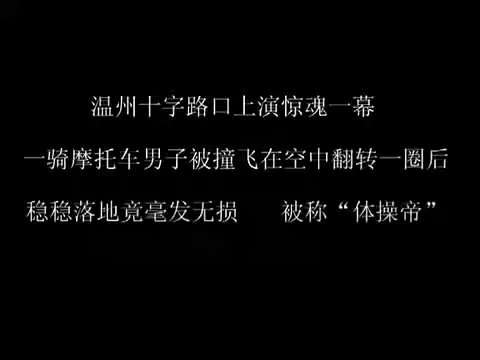 温州十字路口上演惊魂一幕
一骑摩托车男子被撞飞在空中翻转一圈后
稳稳落地竟毫发无损 被称“体操帝”